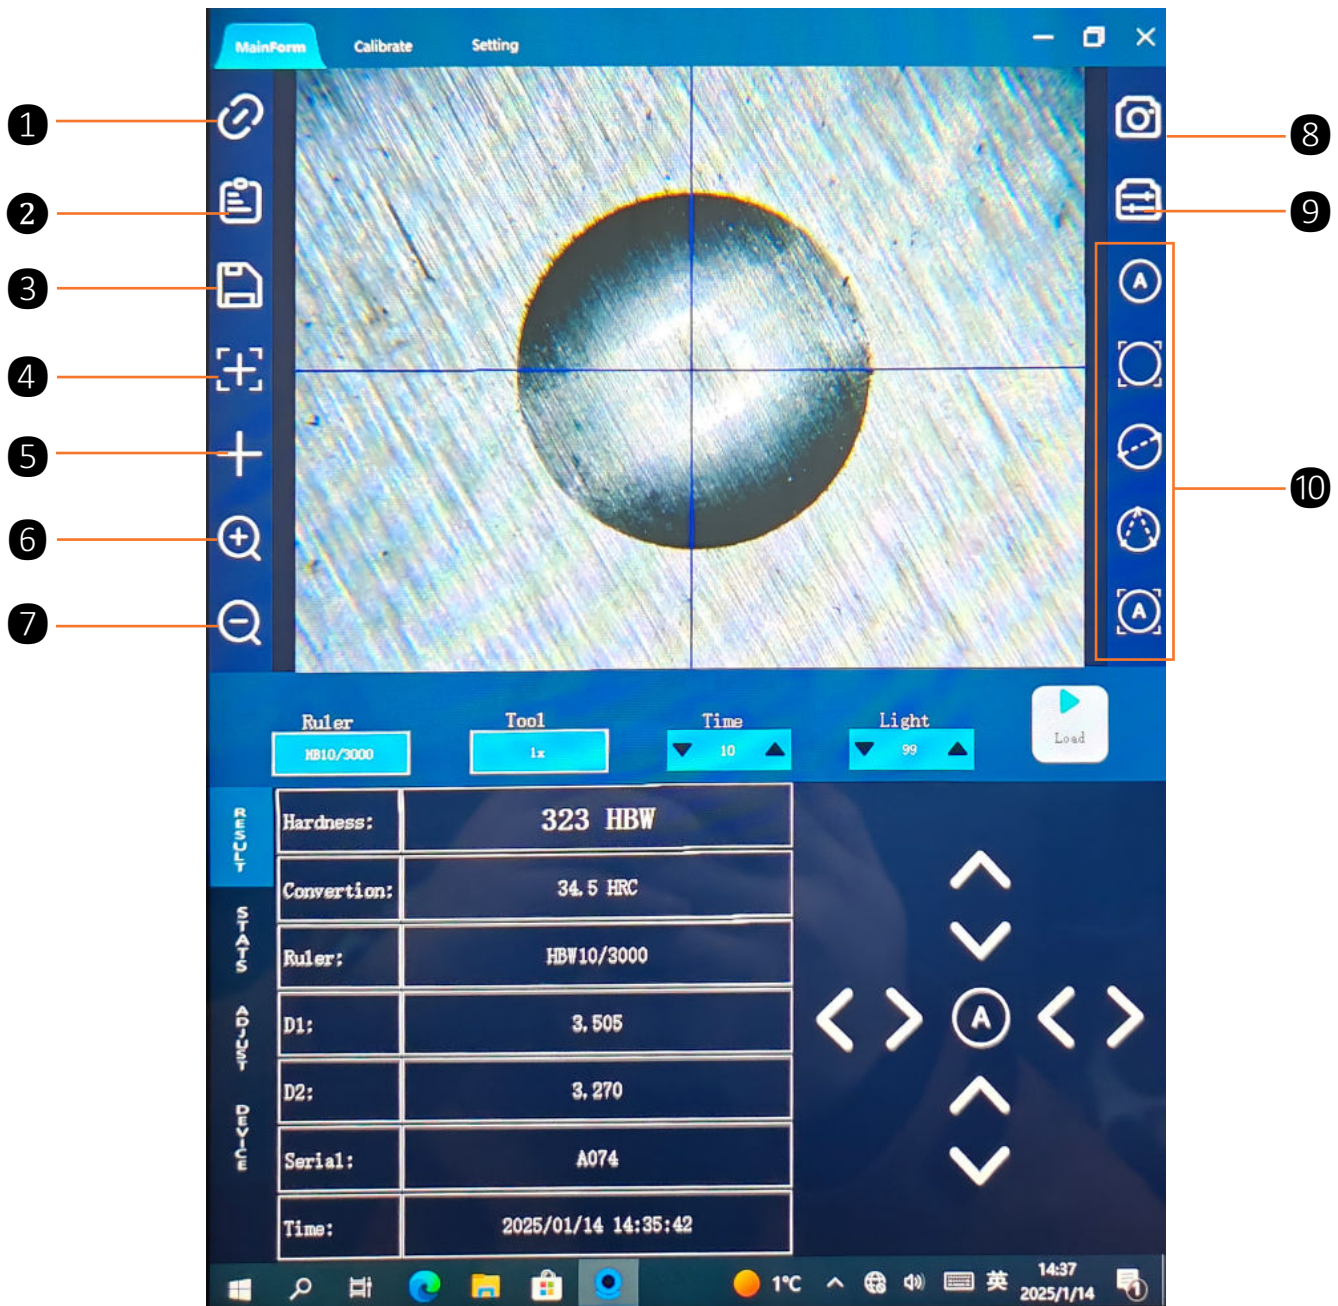 MainForm Calibrate Setting
1
2
3
4
5
6
7
8
9
10
A
A
Ruler Tool Time Light
HB10/3000 1x 10 99 Load
RESULT
STATS
ADJUST
DEVICE
Hardness: 323 HBW
Convertion: 34.5 HRC
Ruler: HBW10/3000
D1: 3.505
D2: 3.270
Serial: A074
Time: 2025/01/14 14:35:42
A
1°C 英 14:37
2025/1/14
1